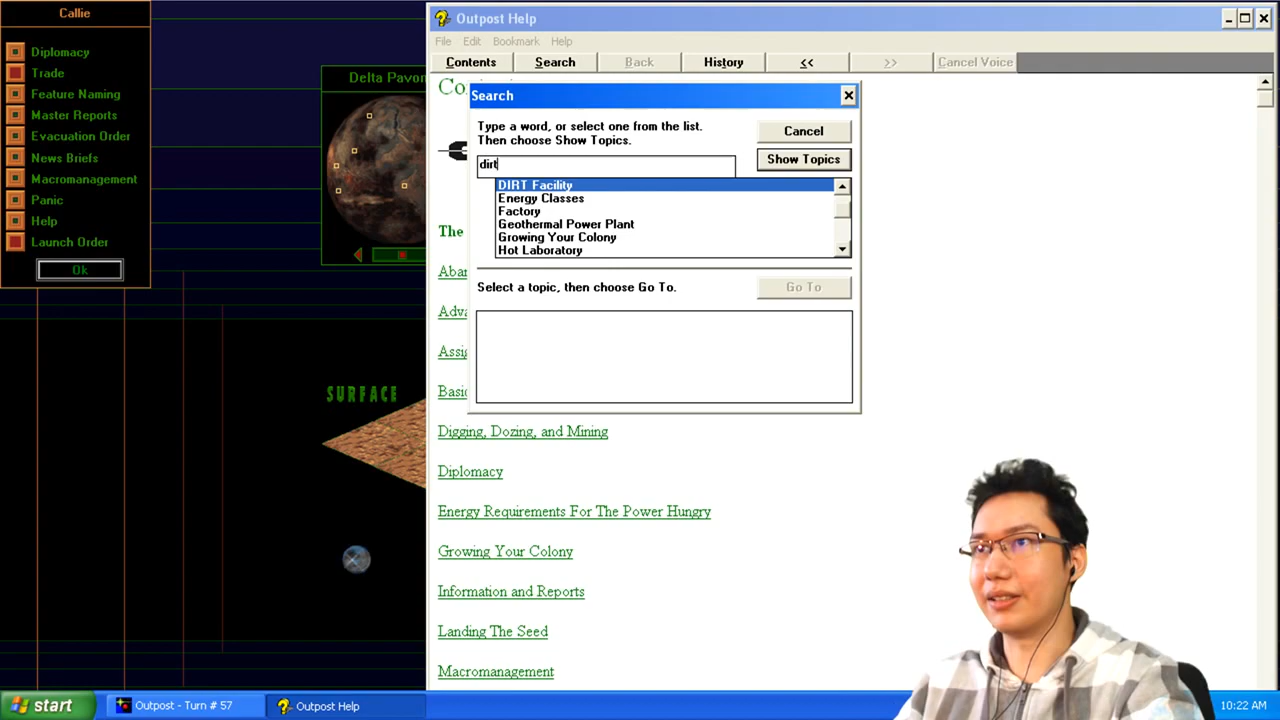 Callie
Diplomacy
Trade
Feature Naming
Master Reports
Evacuation Order
News Briefs
Macromanagement
Panic
Help
Launch Order
Ok
Delta Pavon
SURFACE
Outpost Help
File Edit Bookmark Help
Contents Search Back History << >> Cancel Voice
Co
Search
Type a word, or select one from the list.
Then choose Show Topics.
Cancel
Show Topics
dirt
DIRT Facility
Energy Classes
Factory
Geothermal Power Plant
Growing Your Colony
Hot Laboratory
Select a topic, then choose Go To.
Go To
The
Aban
Adva
Assig
Basic
Digging, Dozing, and Mining
Diplomacy
Energy Requirements For The Power Hungry
Growing Your Colony
Information and Reports
Landing The Seed
Macromanagement
start
Outpost - Turn # 57
Outpost Help
10:22 AM